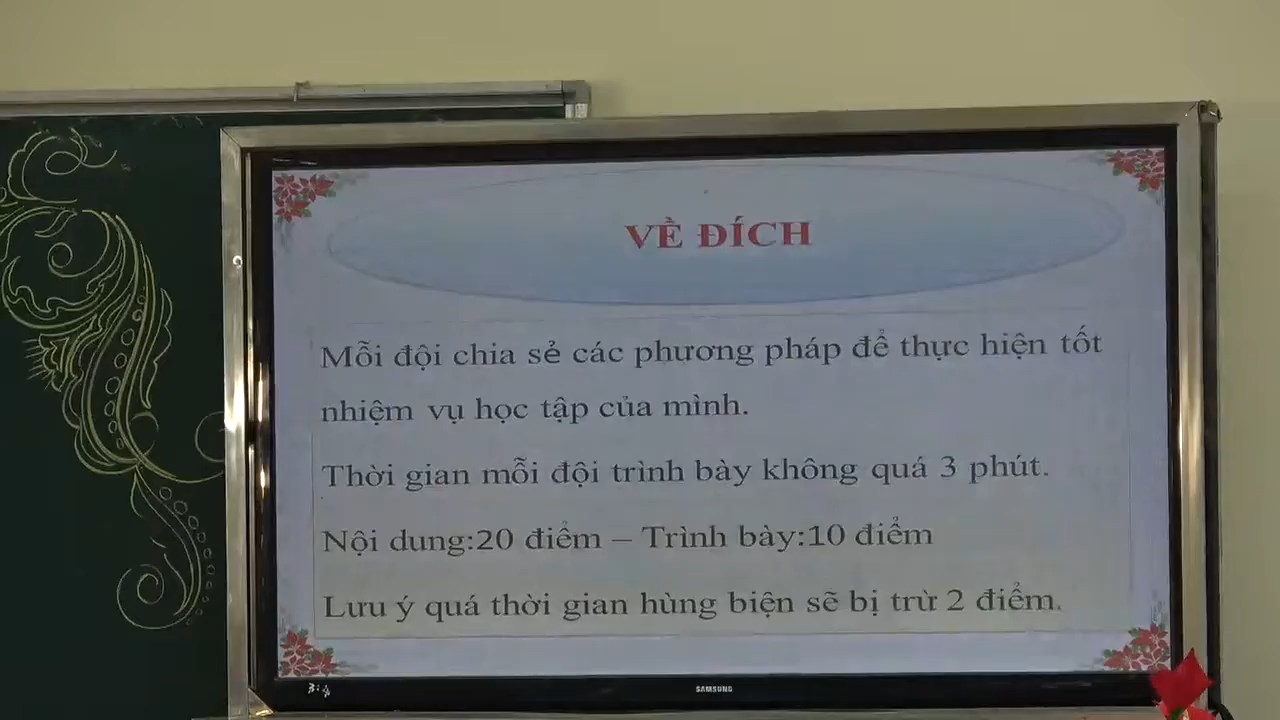 VỀ ĐÍCH
Mỗi đội chia sẻ các phương pháp để thực hiện tốt
nhiệm vụ học tập của mình.
Thời gian mỗi đội trình bày không quá 3 phút.
Nội dung:20 điểm – Trình bày:10 điểm
Lưu ý quá thời gian hùng biện sẽ bị trừ 2 điểm.
SAMSUNG